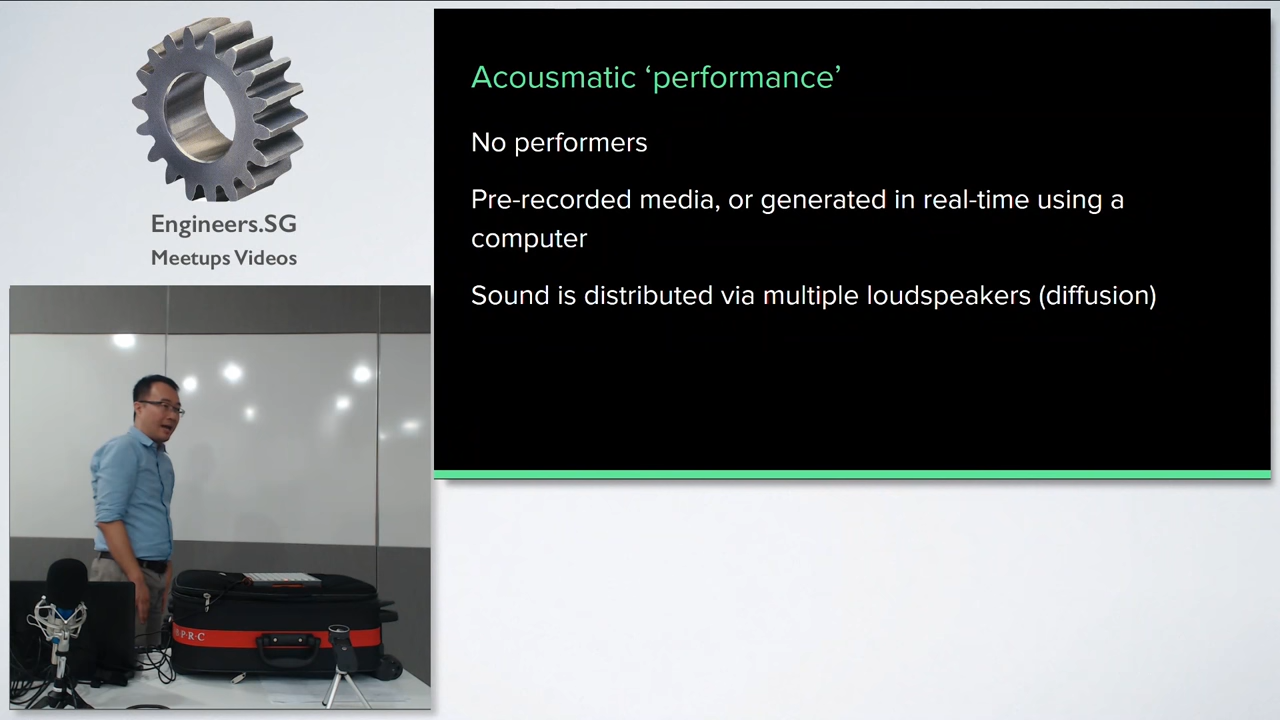 Engineers.SG
Meetups Videos
Acousmatic ‘performance’
No performers
Pre-recorded media, or generated in real-time using a
computer
Sound is distributed via multiple loudspeakers (diffusion)
P·R·C